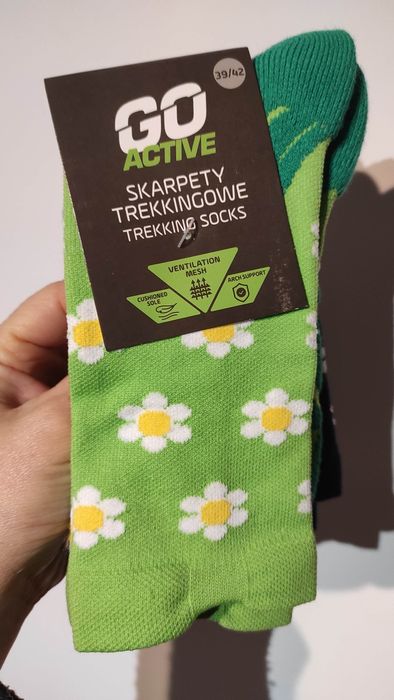 39/42
GO
ACTIVE
SKARPETY
TREKKINGOWE
TREKKING SOCKS
VENTILATION
MESH
CUSHIONED
SOLE
ARCH SUPPORT